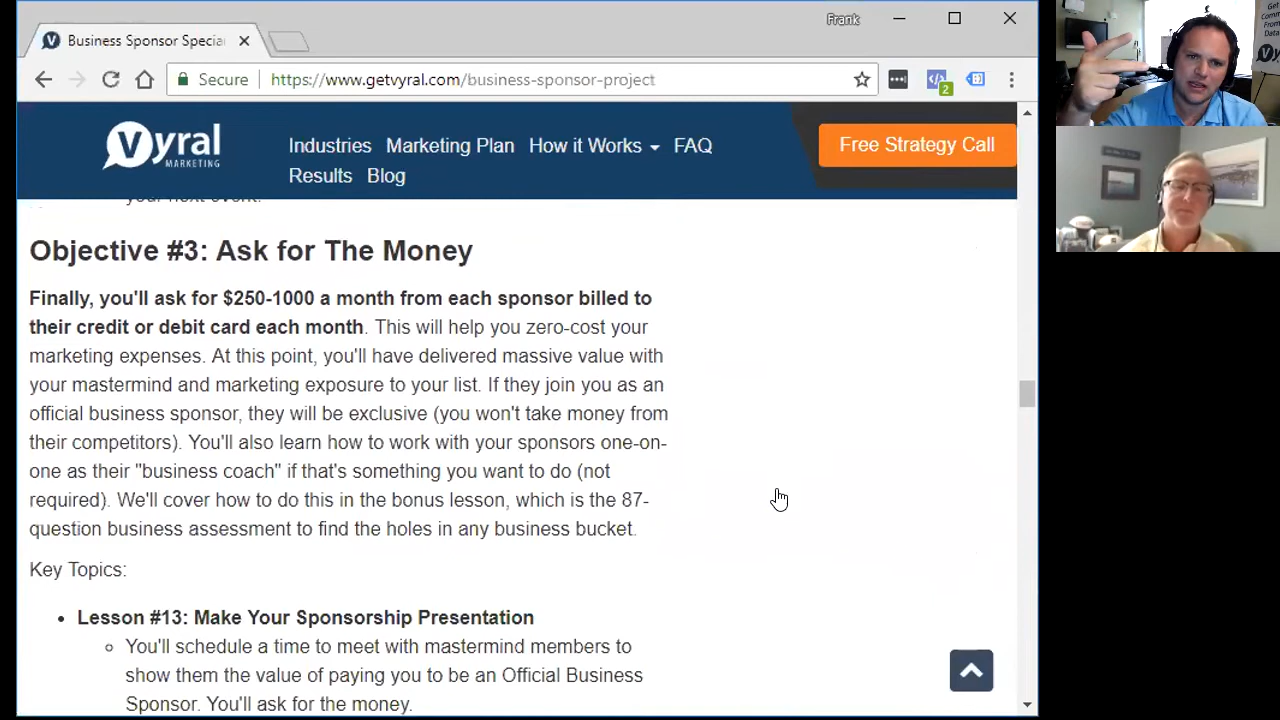 Frank
Business Sponsor Specia
Secure
https://www.getvyral.com/business-sponsor-project
Vyral
MARKETING
Industries Marketing Plan How it Works FAQ
Results Blog
Free Strategy Call
your next event.
Objective #3: Ask for The Money
Finally, you'll ask for $250-1000 a month from each sponsor billed to
their credit or debit card each month. This will help you zero-cost your
marketing expenses. At this point, you'll have delivered massive value with
your mastermind and marketing exposure to your list. If they join you as an
official business sponsor, they will be exclusive (you won't take money from
their competitors). You'll also learn how to work with your sponsors one-on-
one as their "business coach" if that's something you want to do (not
required). We'll cover how to do this in the bonus lesson, which is the 87-
question business assessment to find the holes in any business bucket.
Key Topics:
• Lesson #13: Make Your Sponsorship Presentation
You'll schedule a time to meet with mastermind members to
show them the value of paying you to be an Official Business
Sponsor. You'll ask for the money.
2
Get
Com
From
Data